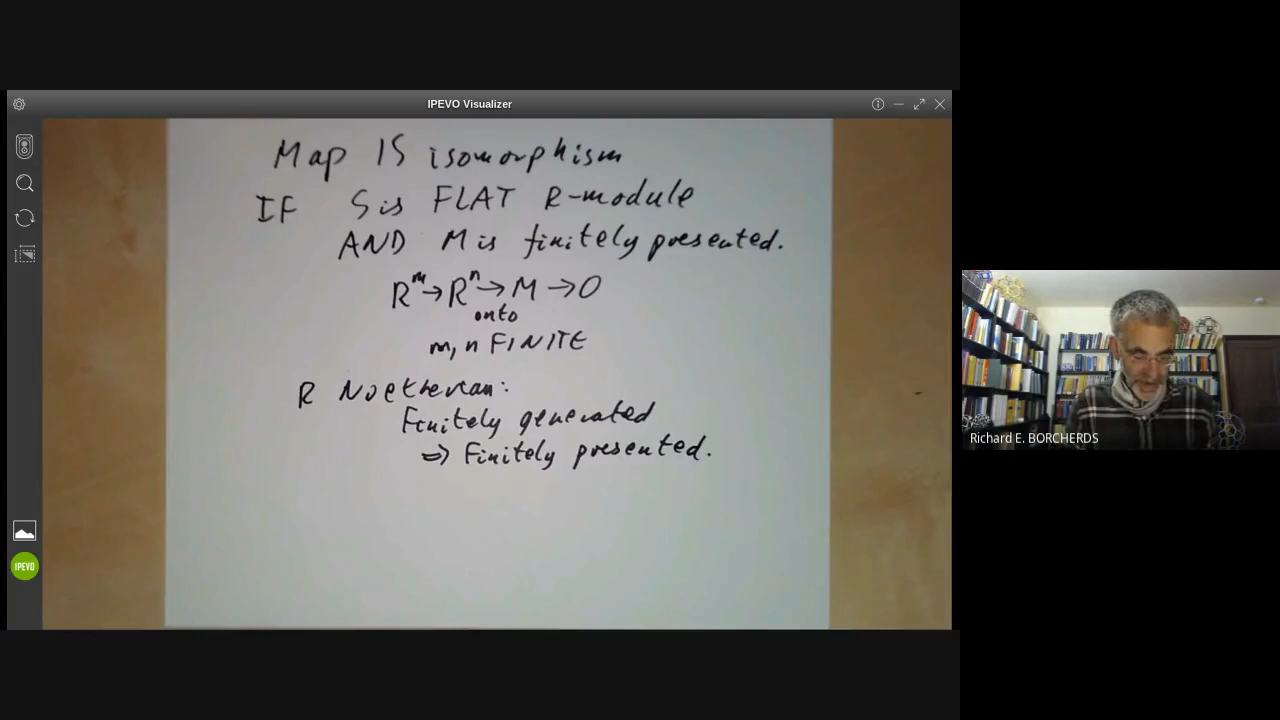 IPEVO Visualizer
Map IS isomorphism
IF S is FLAT R-module
AND M is finitely presented.
R^m → R^n → M → 0
onto
m, n FINITE
R Noetherian:
Finitely generated
⇒ Finitely presented.
IPEVO
Richard E. BORCHERDS